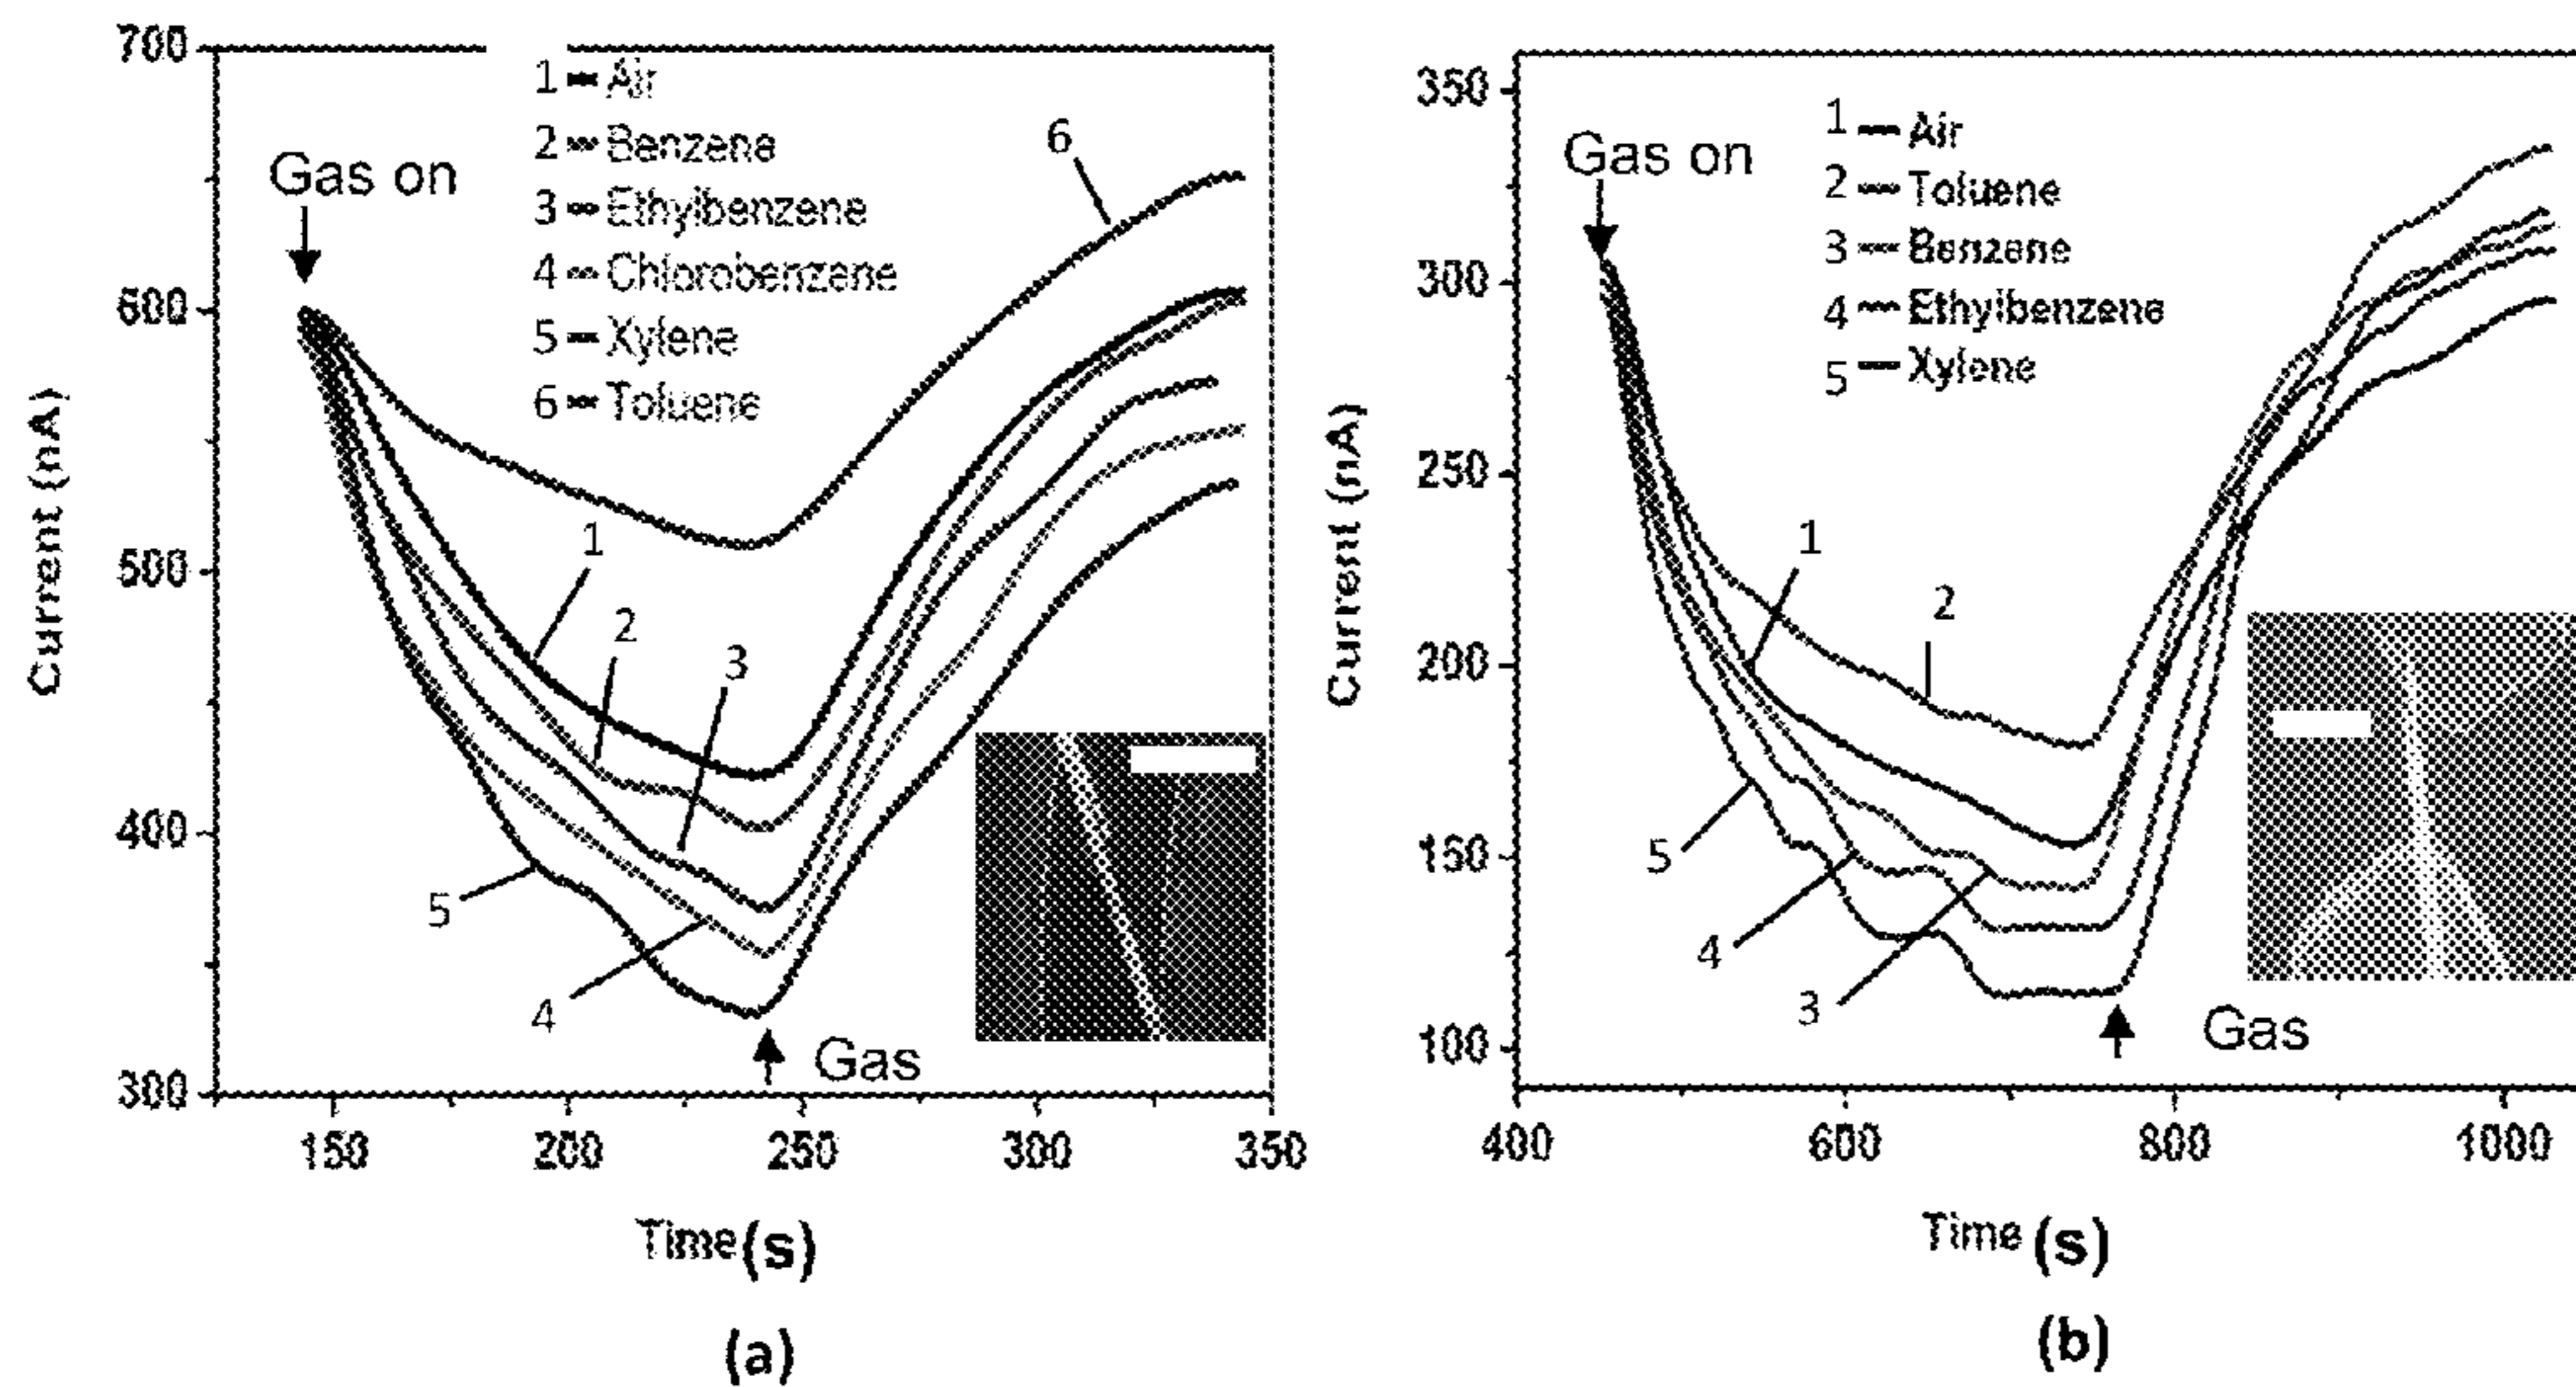 700
600
500
400
300
Current (nA)
Gas on
1 Air
2 Benzene
3 Ethylbenzene
4 Chlorobenzene
5 Xylene
6 Toluene
6
1
2
3
5
4
Gas
150 200 250 300 350
Time (s)
(a)
350
300
250
200
150
100
Current (nA)
Gas on
1 Air
2 Toluene
3 Benzene
4 Ethylbenzene
5 Xylene
1
2
5
4
3
Gas
400 600 800 1000
Time (s)
(b)